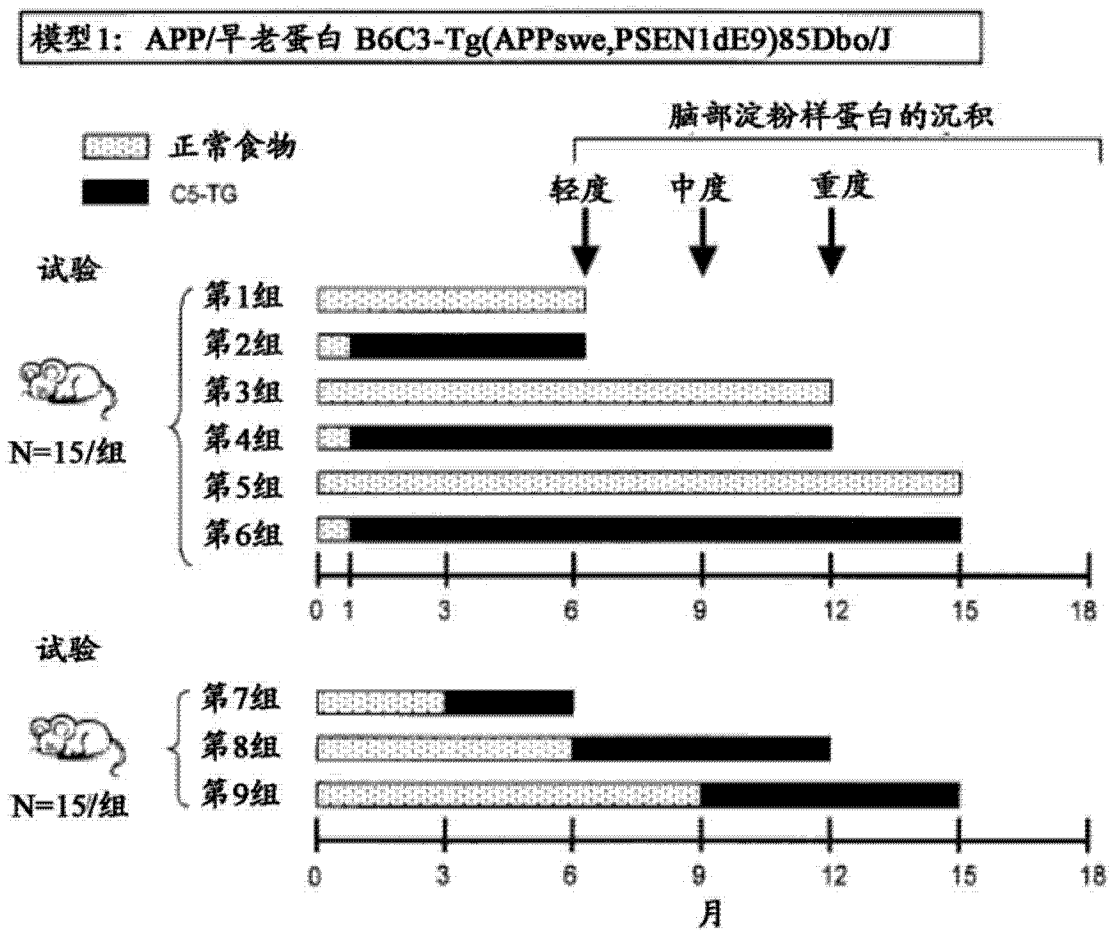 模型1: APP/早老蛋白 B6C3-Tg(APPswe,PSEN1dE9)85Dbo/J
脑部淀粉样蛋白的沉积
正常食物
C5-TG
轻度 中度 重度
试验
第1组
第2组
第3组
第4组
第5组
第6组
N=15/组
0 1 3 6 9 12 15 18
试验
第7组
第8组
第9组
N=15/组
0 3 6 9 12 15 18
月